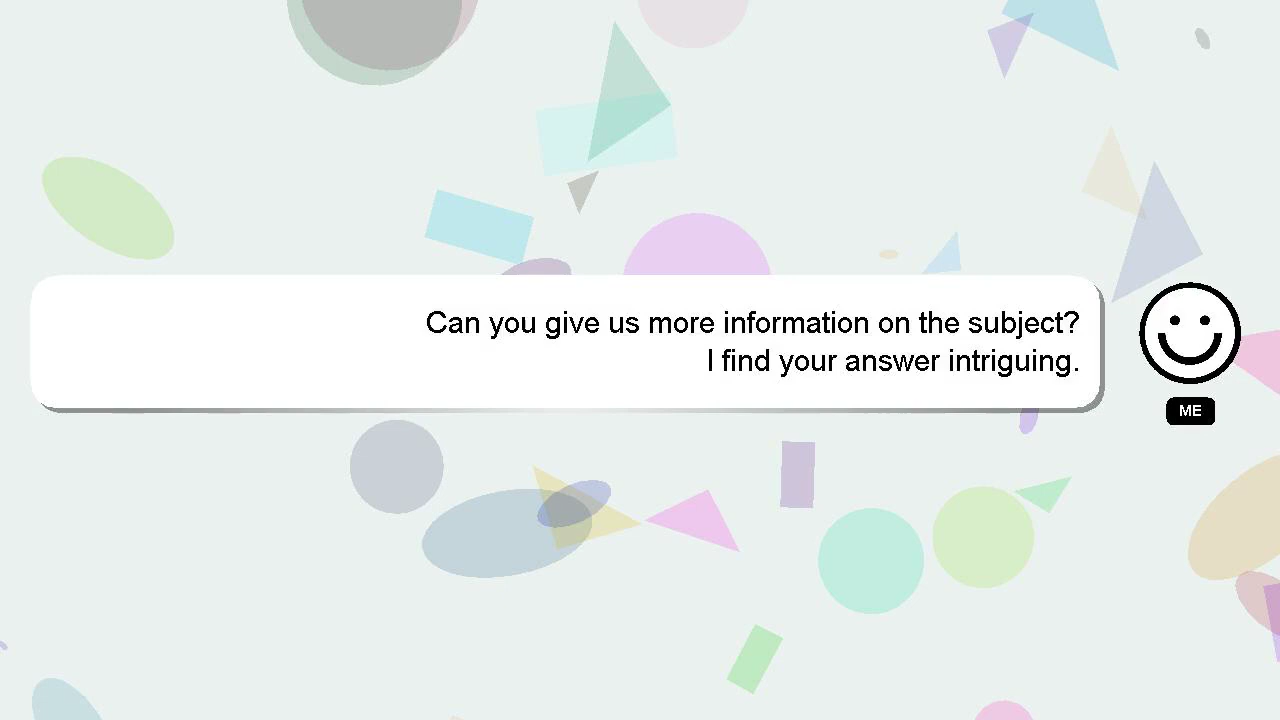 Can you give us more information on the subject?
I find your answer intriguing.
ME